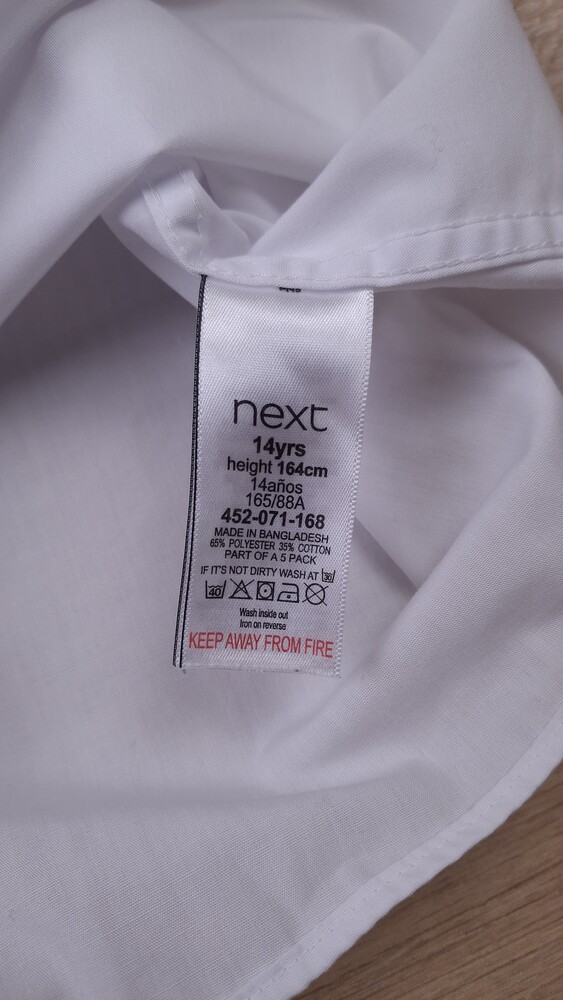 next
14yrs
height 164cm
14años
165/88A
452-071-168
MADE IN BANGLADESH
65% POLYESTER 35% COTTON
PART OF A 5 PACK
IF IT'S NOT DIRTY WASH AT 30
40
Wash inside out
Iron on reverse
KEEP AWAY FROM FIRE